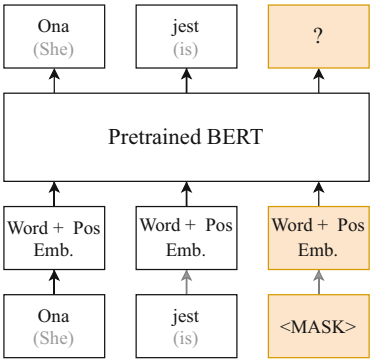 Ona jest ?
(She) (is)
Pretrained BERT
Word + Pos Word + Pos Word + Pos
Emb. Emb. Emb.
Ona jest <MASK>
(She) (is)